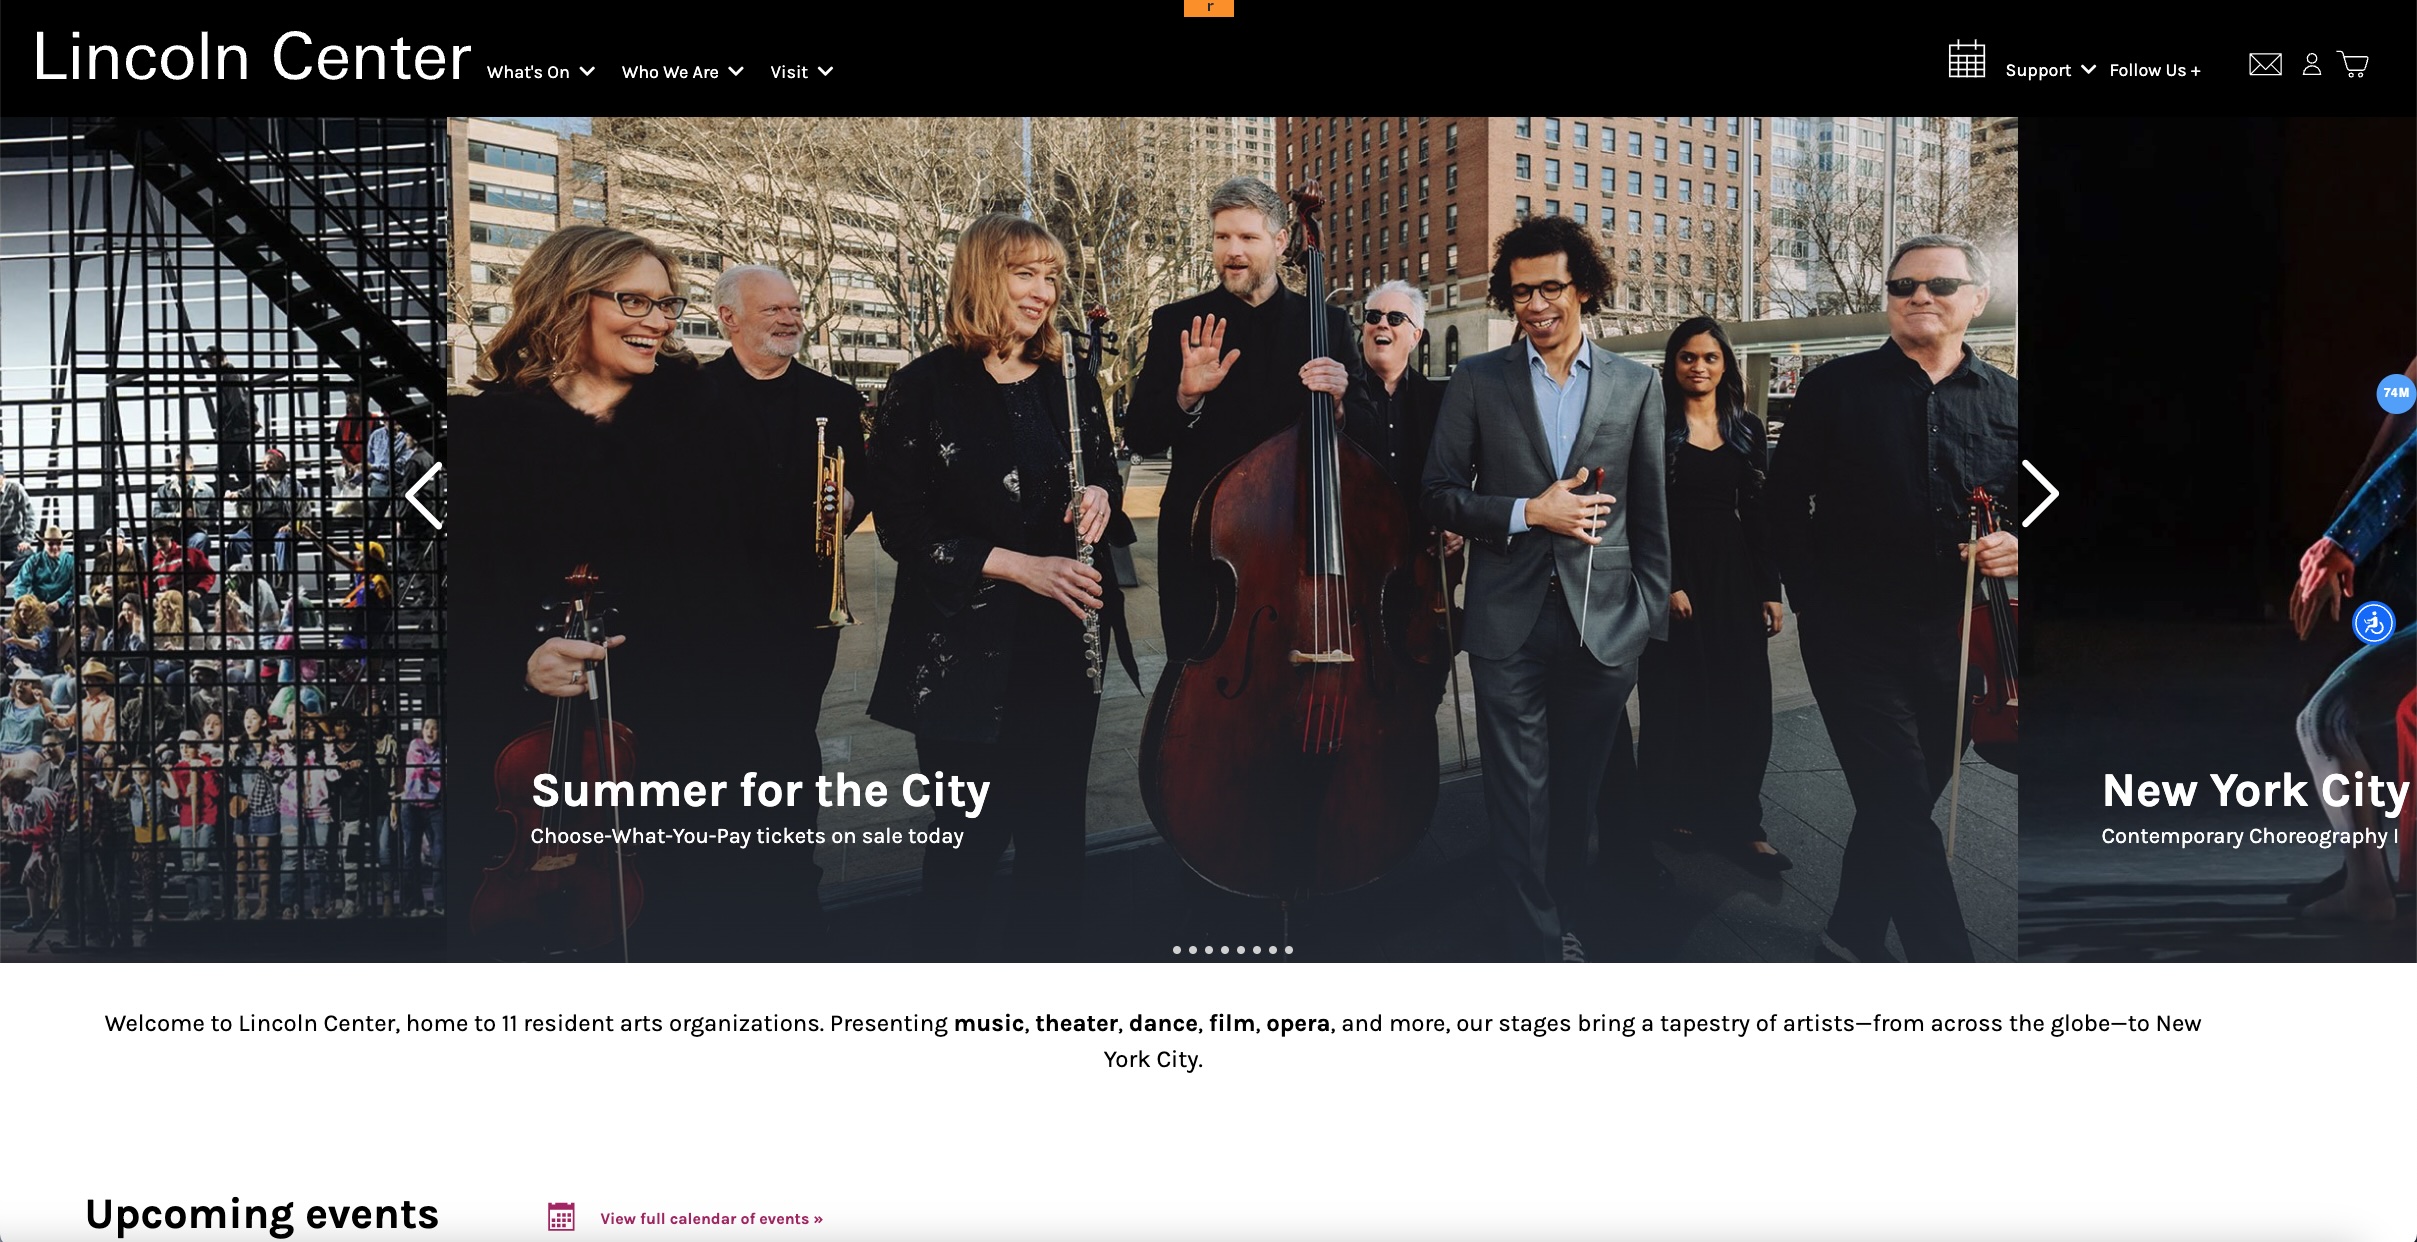 r
Lincoln Center
What's On
Who We Are
Visit
Support
Follow Us +
74M
Summer for the City
Choose-What-You-Pay tickets on sale today
New York City
Contemporary Choreography I
Welcome to Lincoln Center, home to 11 resident arts organizations. Presenting music, theater, dance, film, opera, and more, our stages bring a tapestry of artists—from across the globe—to New
York City.
Upcoming events
View full calendar of events »